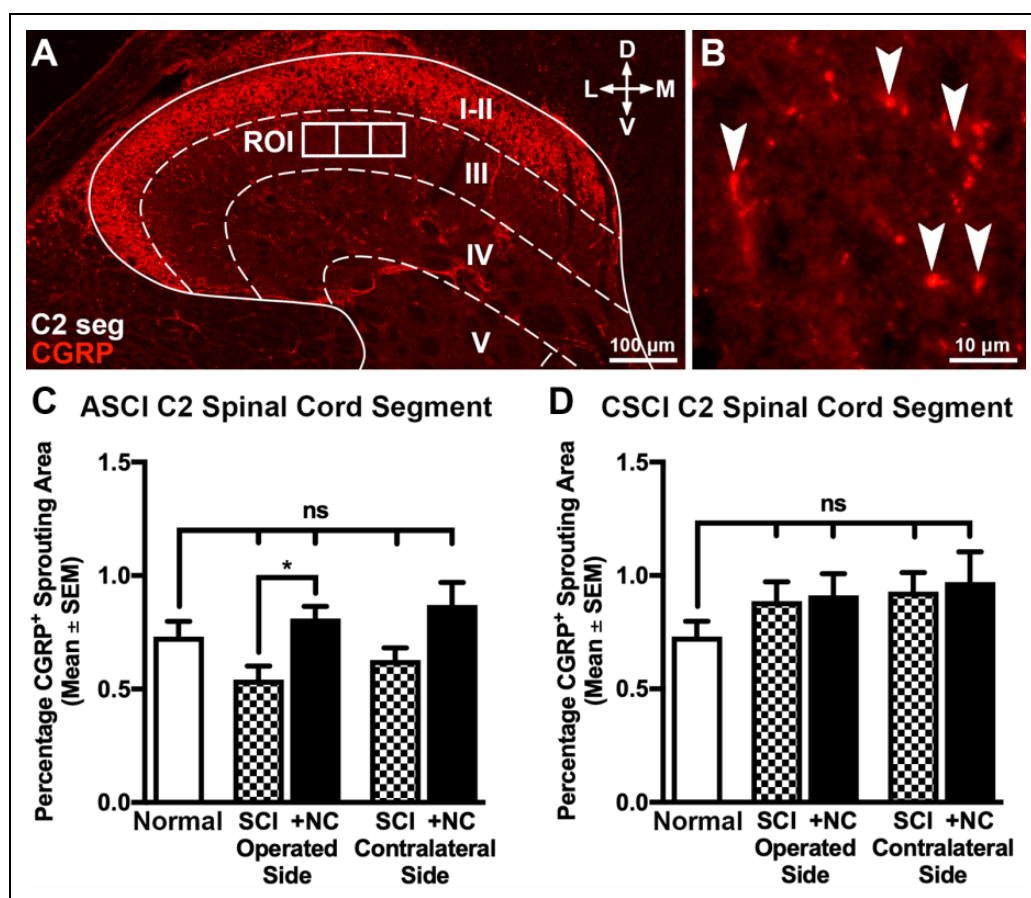 A
D
L
M
V
I-II
ROI
III
IV
V
C2 seg
CGRP
100 µm
B
10 µm
C
ASCI C2 Spinal Cord Segment
Percentage CGRP+ Sprouting Area
(Mean ± SEM)
1.5
1.0
0.5
0.0
ns
*
Normal
SCI +NC
Operated
Side
SCI +NC
Contralateral
Side
D
CSCI C2 Spinal Cord Segment
Percentage CGRP+ Sprouting Area
(Mean ± SEM)
1.5
1.0
0.5
0.0
ns
Normal
SCI +NC
Operated
Side
SCI +NC
Contralateral
Side